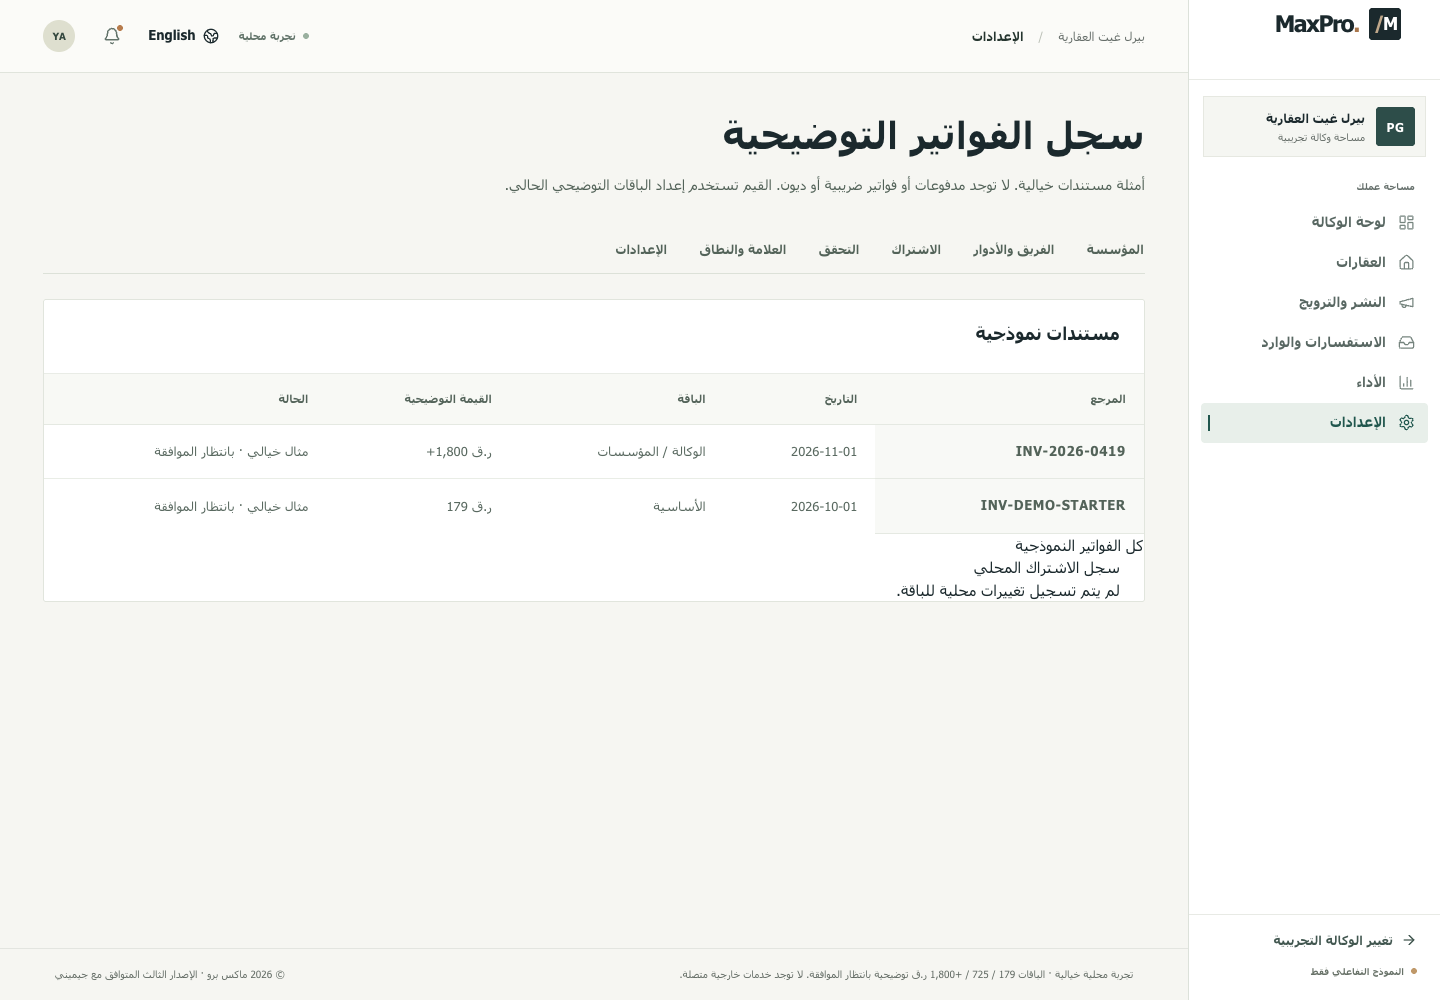 MaxPro.
/M
PG
بيرل غيت العقارية
مساحة وكالة تجريبية
مساحة عملك
لوحة الوكالة
العقارات
النشر والترويج
الاستفسارات والوارد
الأداء
الإعدادات
تغيير الوكالة التجريبية
النموذج التفاعلي فقط
بيرل غيت العقارية / الإعدادات
تجربة محلية
English
YA
سجل الفواتير التوضيحية
أمثلة مستندات خيالية. لا توجد مدفوعات أو فواتير ضريبية أو ديون. القيم تستخدم إعداد الباقات التوضيحي الحالي.
المؤسسة الفريق والأدوار الاشتراك التحقق العلامة والنطاق الإعدادات
مستندات نموذجية
المرجع التاريخ الباقة القيمة التوضيحية الحالة
INV-2026-0419 2026-11-01 الوكالة / المؤسسات ر.ق 1,800+ مثال خيالي · بانتظار الموافقة
INV-DEMO-STARTER 2026-10-01 الأساسية ر.ق 179 مثال خيالي · بانتظار الموافقة
كل الفواتير النموذجية
سجل الاشتراك المحلي
لم يتم تسجيل تغييرات محلية للباقة.
تجربة محلية خيالية · الباقات 179 / 725 / +1,800 ر.ق توضيحية بانتظار الموافقة. لا توجد خدمات خارجية متصلة.
© 2026 ماكس برو · الإصدار الثالث المتوافق مع جيميني